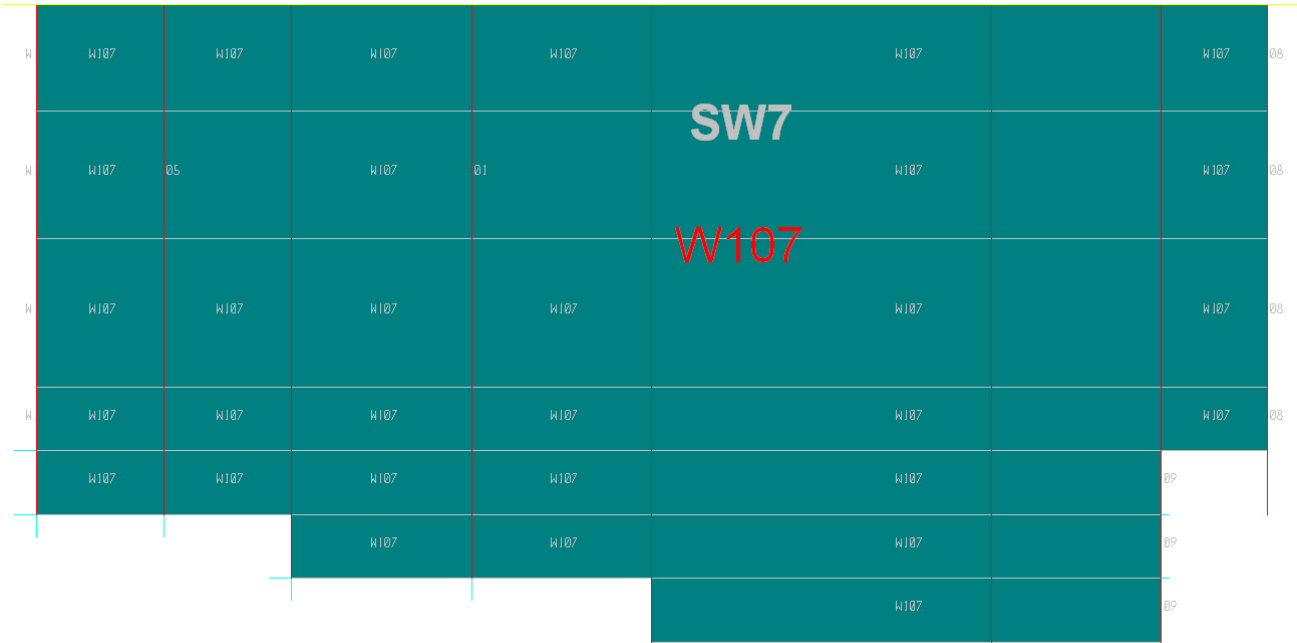 W W107 W107 W107 W107 W107 W107 08
SW7
W W107 05 W107 01 W107 W107 08
W107
W W107 W107 W107 W107 W107 W107 08
W W107 W107 W107 W107 W107 W107 08
W107 W107 W107 W107 W107 09
W107 W107 W107 09
W107 09